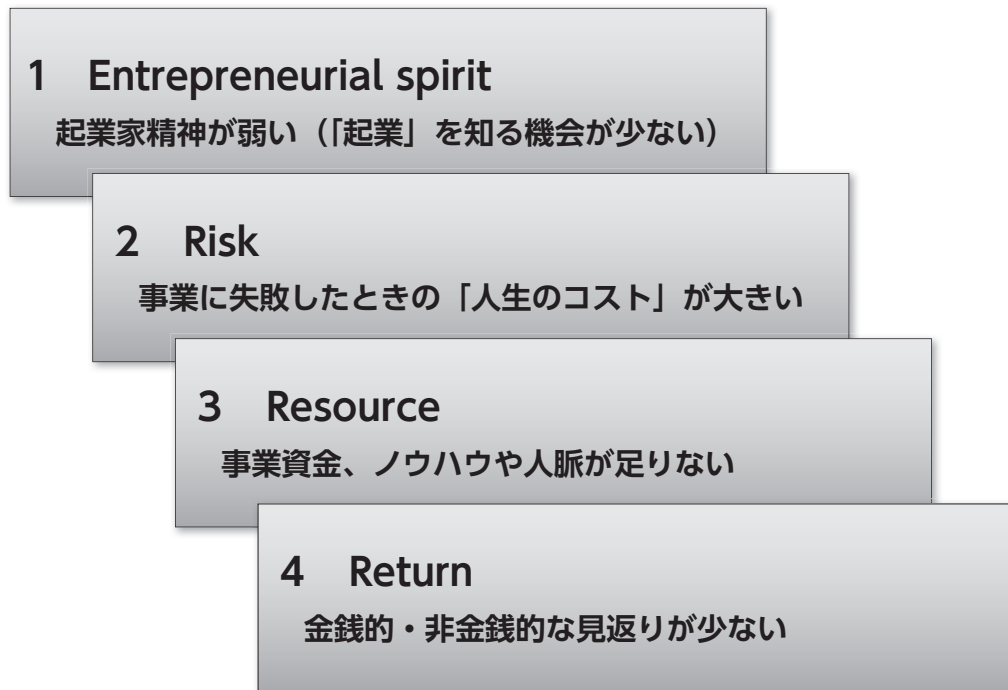 1　Entrepreneurial spirit
起業家精神が弱い（「起業」を知る機会が少ない）
2　Risk
事業に失敗したときの「人生のコスト」が大きい
3　Resource
事業資金、ノウハウや人脈が足りない
4　Return
金銭的・非金銭的な見返りが少ない